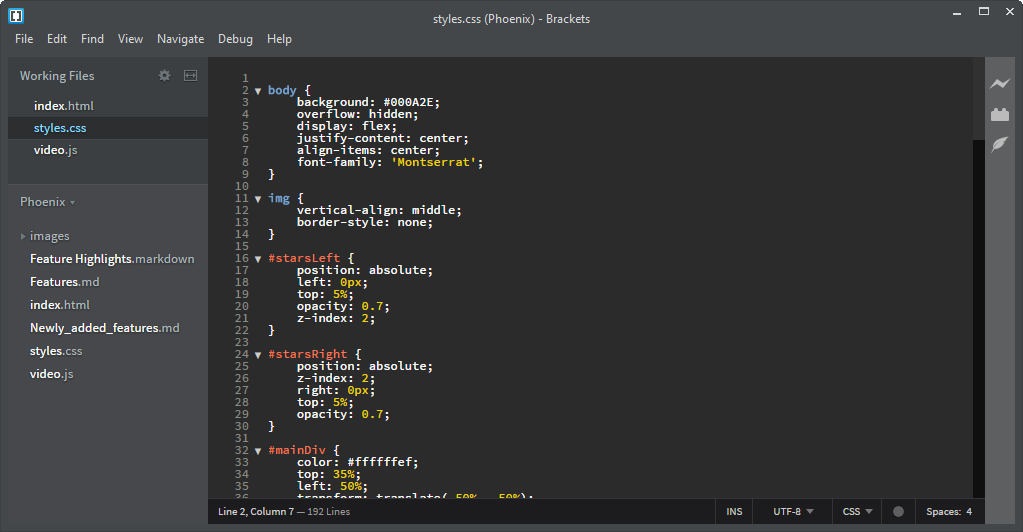 styles.css (Phoenix) - Brackets
File Edit Find View Navigate Debug Help
Working Files
index.html
styles.css
video.js
Phoenix
images
Feature Highlights.markdown
Features.md
index.html
Newly_added_features.md
styles.css
video.js
1
2 body {
3 background: #000A2E;
4 overflow: hidden;
5 display: flex;
6 justify-content: center;
7 align-items: center;
8 font-family: 'Montserrat';
9 }
10
11 img {
12 vertical-align: middle;
13 border-style: none;
14 }
15
16 #starsLeft {
17 position: absolute;
18 left: 0px;
19 top: 5%;
20 opacity: 0.7;
21 z-index: 2;
22 }
23
24 #starsRight {
25 position: absolute;
26 z-index: 2;
27 right: 0px;
28 top: 5%;
29 opacity: 0.7;
30 }
31
32 #mainDiv {
33 color: #ffffffef;
34 top: 35%;
35 left: 50%;
36 transform: translate(-50%, -50%);
Line 2, Column 7 — 192 Lines
INS UTF-8 CSS Spaces: 4